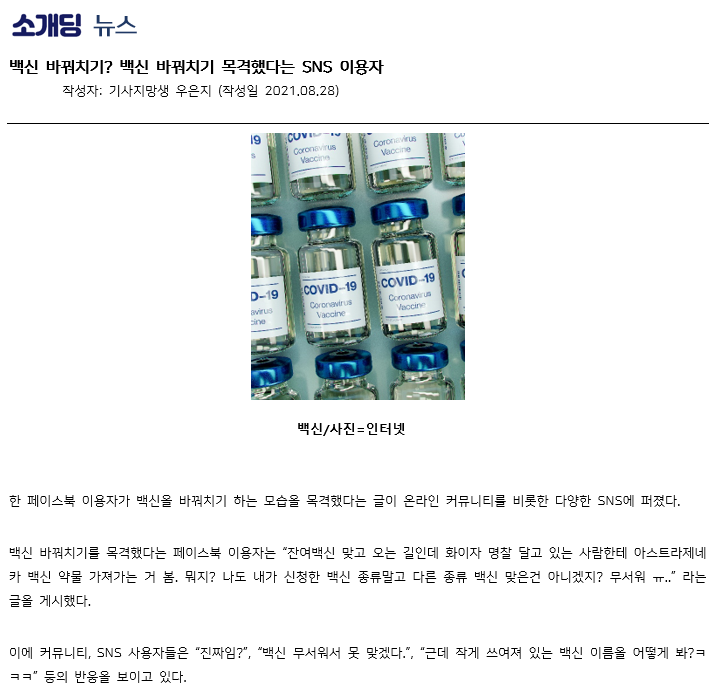 소개딩 뉴스
백신 바꿔치기? 백신 바꿔치기 목격했다는 SNS 이용자
작성자: 기사지망생 우은지 (작성일 2021.08.28)
19
COVID-19
Coronavirus
Vaccine
Coronavirus
Vaccine
D-19
avirus
cine
COVID-19
Coronavirus
Vaccine
COVID-19
Coronavirus
Vaccine
백신/사진=인터넷
한 페이스북 이용자가 백신을 바꿔치기 하는 모습을 목격했다는 글이 온라인 커뮤니티를 비롯한 다양한 SNS에 퍼졌다.
백신 바꿔치기를 목격했다는 페이스북 이용자는 “잔여백신 맞고 오는 길인데 화이자 명찰 달고 있는 사람한테 아스트라제네
카 백신 약물 가져가는 거 봄. 뭐지? 나도 내가 신청한 백신 종류말고 다른 종류 백신 맞은건 아니겠지? 무서워 ㅠ..” 라는
글을 게시했다.
이에 커뮤니티, SNS 사용자들은 “진짜임?”, “백신 무서워서 못 맞겠다.”, “근데 작게 쓰여져 있는 백신 이름을 어떻게 봐?ㅋ
ㅋㅋ” 등의 반응을 보이고 있다.